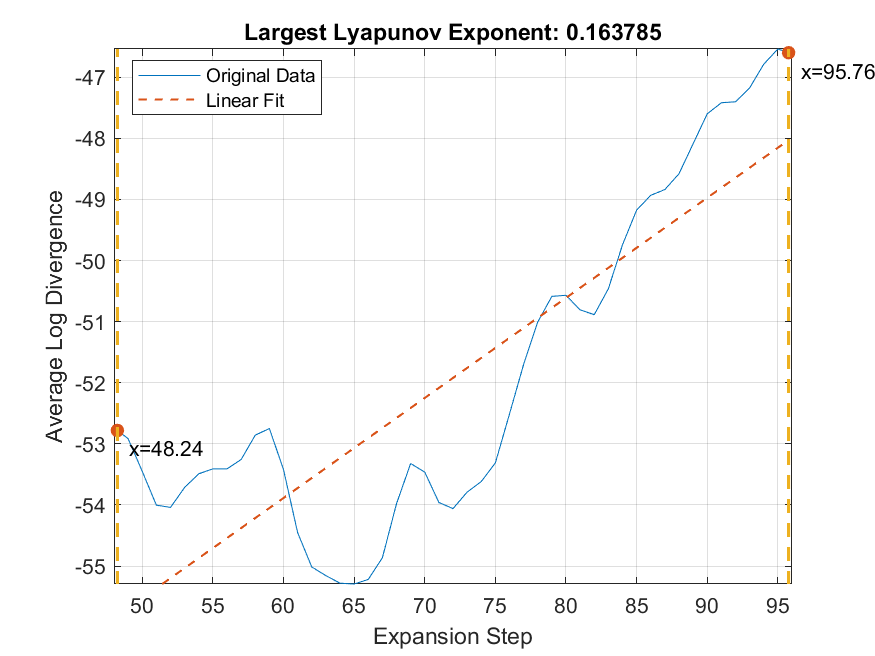 Largest Lyapunov Exponent: 0.163785
Original Data
Linear Fit
x=95.76
x=48.24
Average Log Divergence
-47
-48
-49
-50
-51
-52
-53
-54
-55
50 55 60 65 70 75 80 85 90 95
Expansion Step